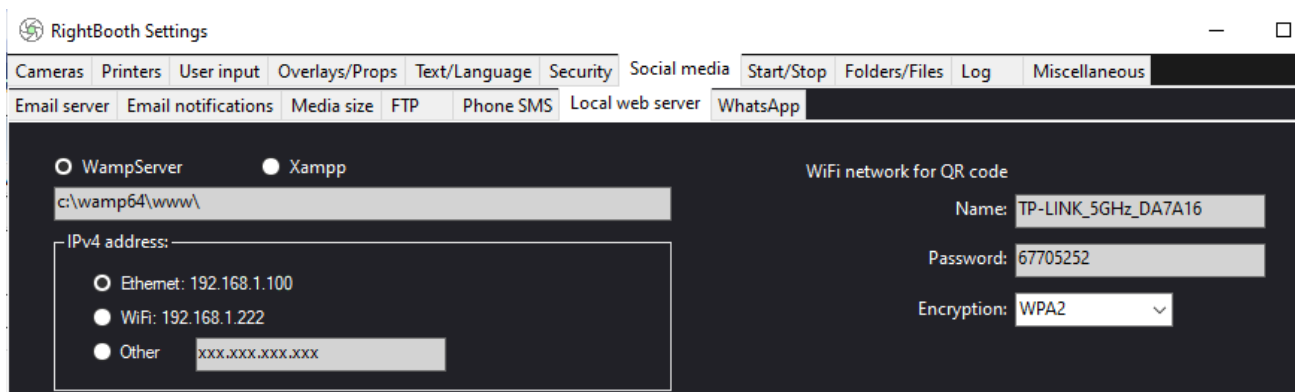 RightBooth Settings
Cameras Printers User input Overlays/Props Text/Language Security Social media Start/Stop Folders/Files Log Miscellaneous
Email server Email notifications Media size FTP Phone SMS Local web server WhatsApp
WampServer Xampp
c:\wamp64\www\
IPv4 address:
Ethernet: 192.168.1.100
WiFi: 192.168.1.222
Other xxx.xxx.xxx.xxx
WiFi network for QR code
Name: TP-LINK_5GHz_DA7A16
Password: 67705252
Encryption: WPA2